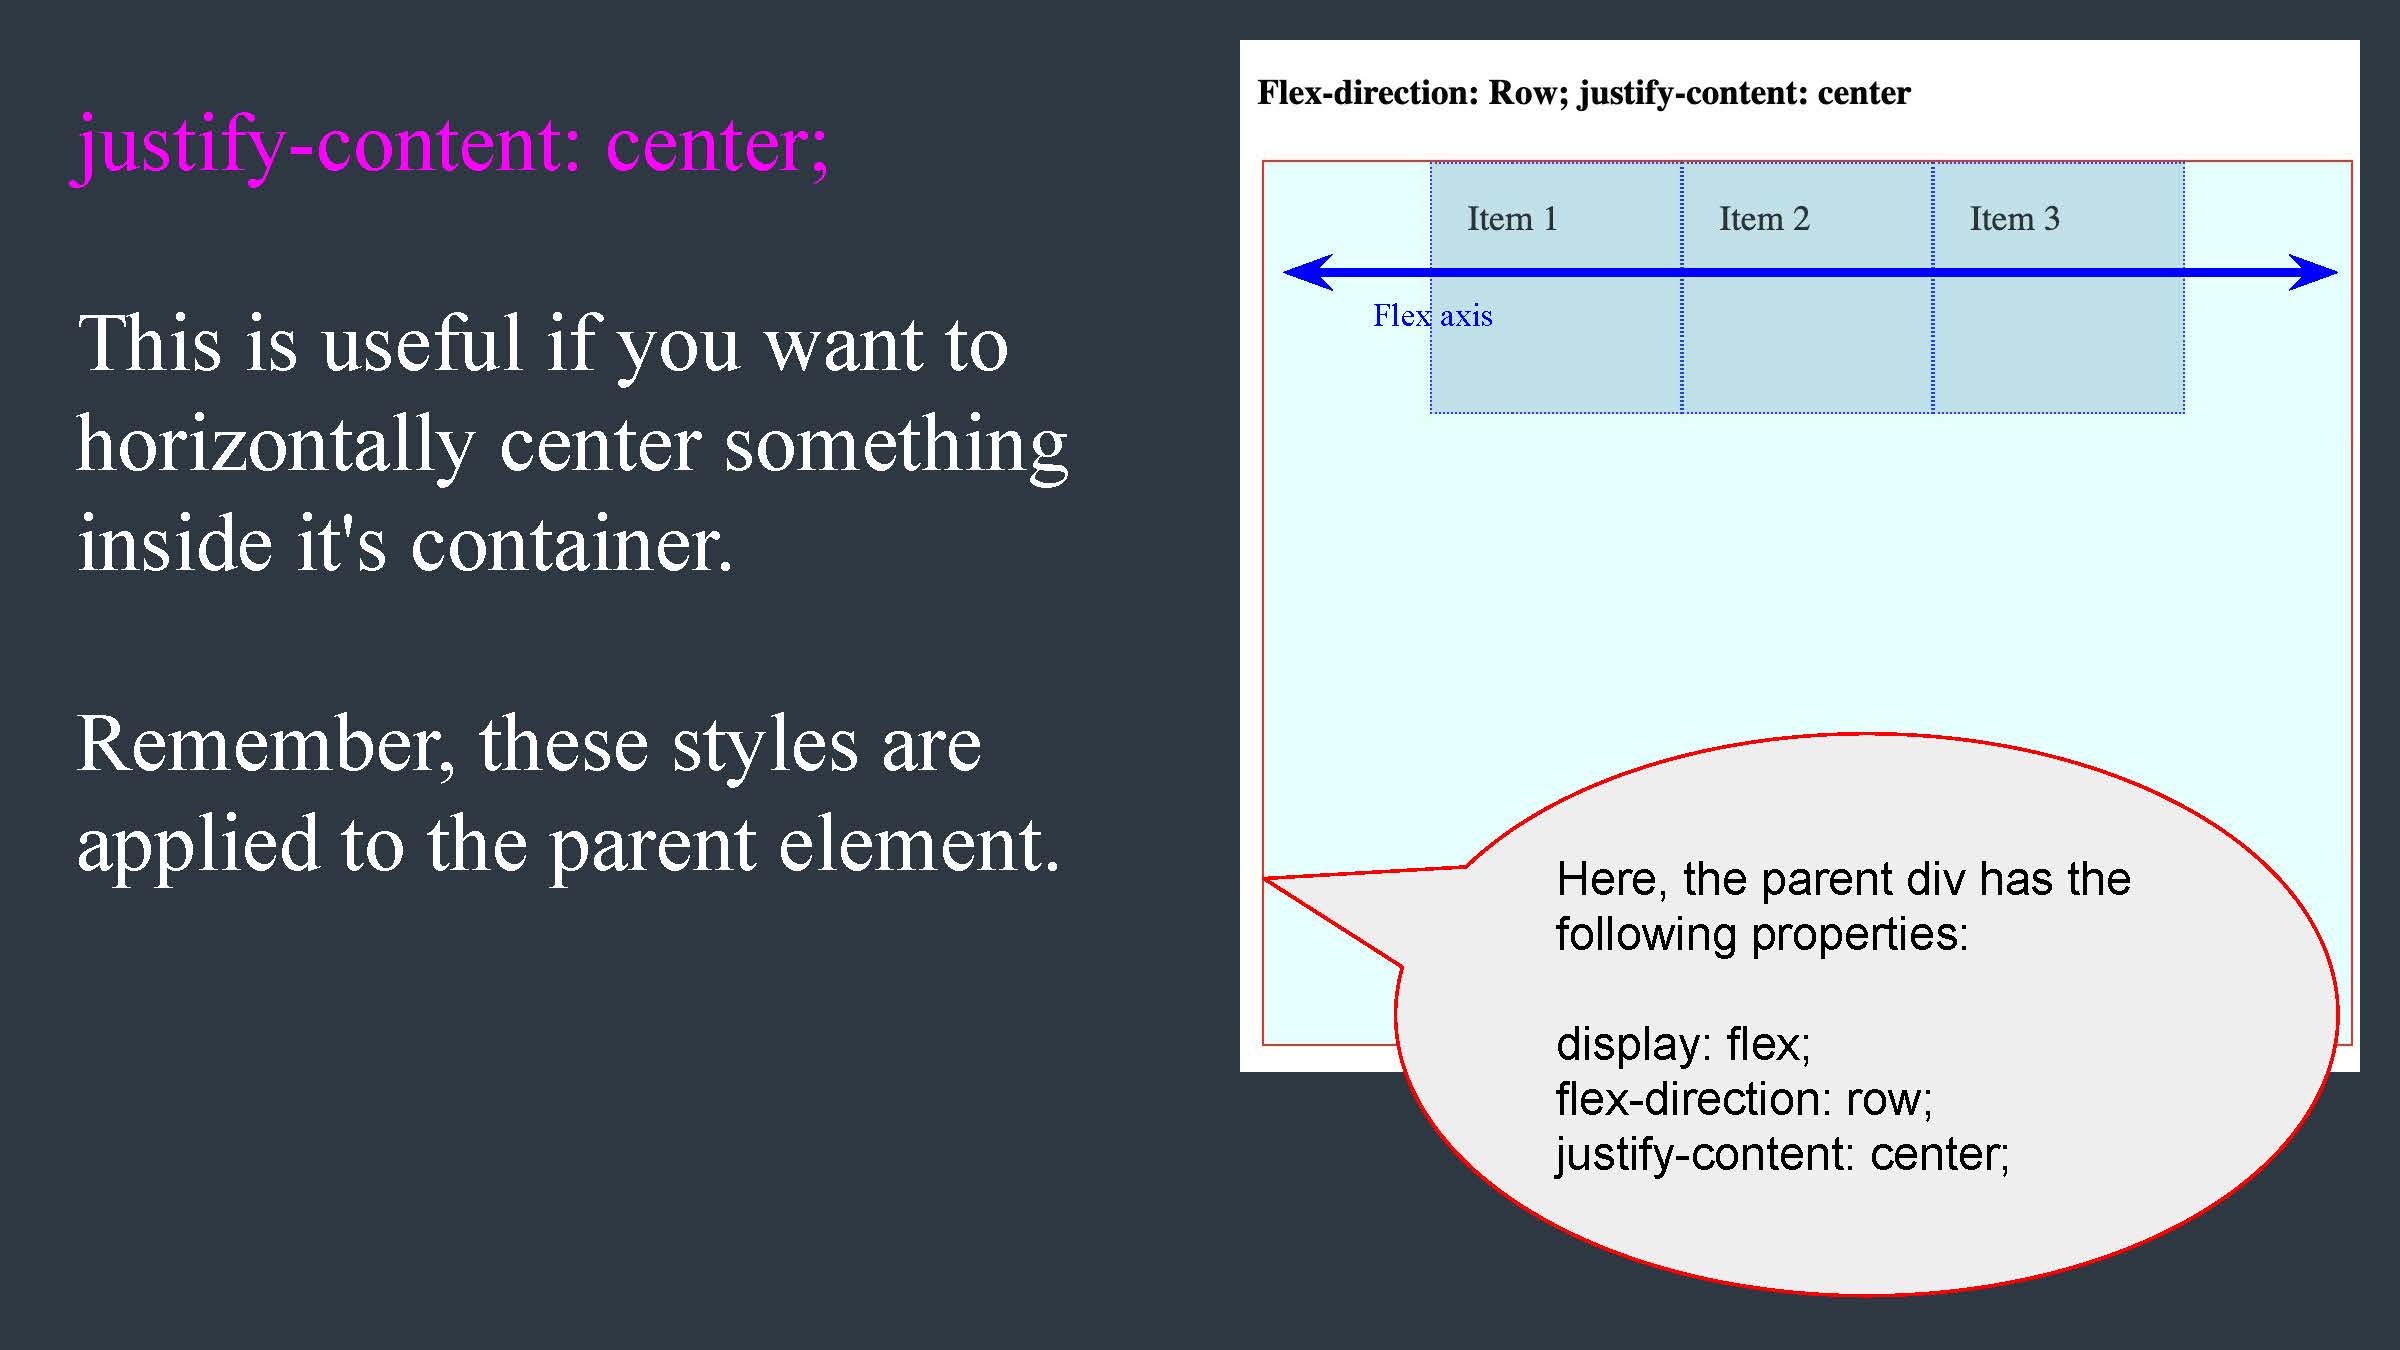 justify-content: center;
This is useful if you want to
horizontally center something
inside it's container.
Remember, these styles are
applied to the parent element.
Flex-direction: Row; justify-content: center
Item 1
Item 2
Item 3
Flex axis
Here, the parent div has the
following properties:
display: flex;
flex-direction: row;
justify-content: center;